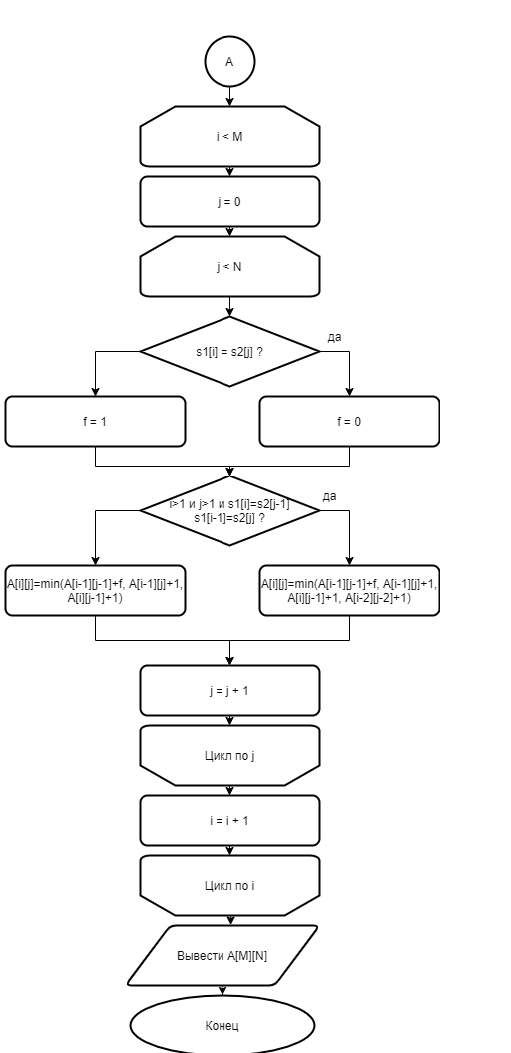 A
i < M
j = 0
j < N
s1[i] = s2[j] ?
да
f = 1
f = 0
i>1 и j>1 и s1[i]=s2[j-1]
s1[i-1]=s2[j] ?
да
A[i][j]=min(A[i-1][j-1]+f, A[i-1][j]+1,
A[i][j-1]+1)
A[i][j]=min(A[i-1][j-1]+f, A[i-1][j]+1,
A[i][j-1]+1, A[i-2][j-2]+1)
j = j + 1
Цикл по j
i = i + 1
Цикл по i
Вывести A[M][N]
Конец